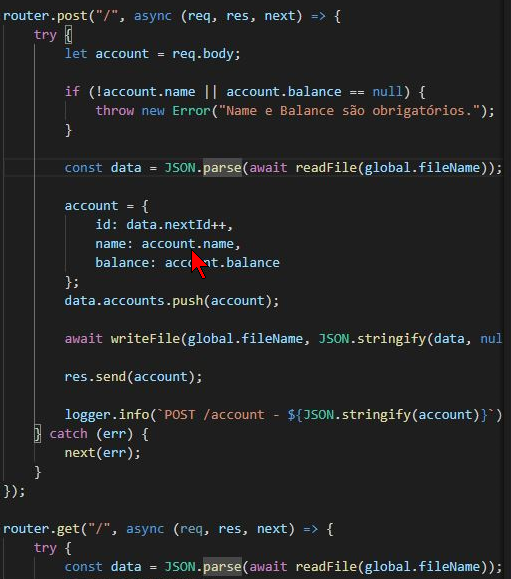 router.post("/", async (req, res, next) => {
try {
let account = req.body;
if (!account.name || account.balance == null) {
throw new Error("Name e Balance são obrigatórios.");
}
const data = JSON.parse(await readFile(global.fileName));
account = {
id: data.nextId++,
name: account.name,
balance: account.balance
};
data.accounts.push(account);
await writeFile(global.fileName, JSON.stringify(data, nul
res.send(account);
logger.info(`POST /account - ${JSON.stringify(account)}`)
} catch (err) {
next(err);
}
});
router.get("/", async (req, res, next) => {
try {
const data = JSON.parse(await readFile(global.fileName));